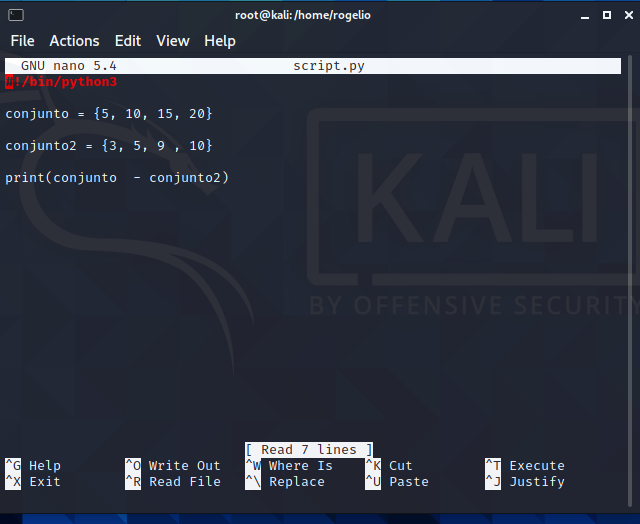 root@kali:/home/rogelio
File Actions Edit View Help
GNU nano 5.4 script.py
#!/bin/python3
conjunto = {5, 10, 15, 20}
conjunto2 = {3, 5, 9 , 10}
print(conjunto  - conjunto2)
KALI
BY OFFENSIVE SECURITY
[ Read 7 lines ]
^G Help ^O Write Out ^W Where Is ^K Cut ^T Execute
^X Exit ^R Read File ^\ Replace ^U Paste ^J Justify